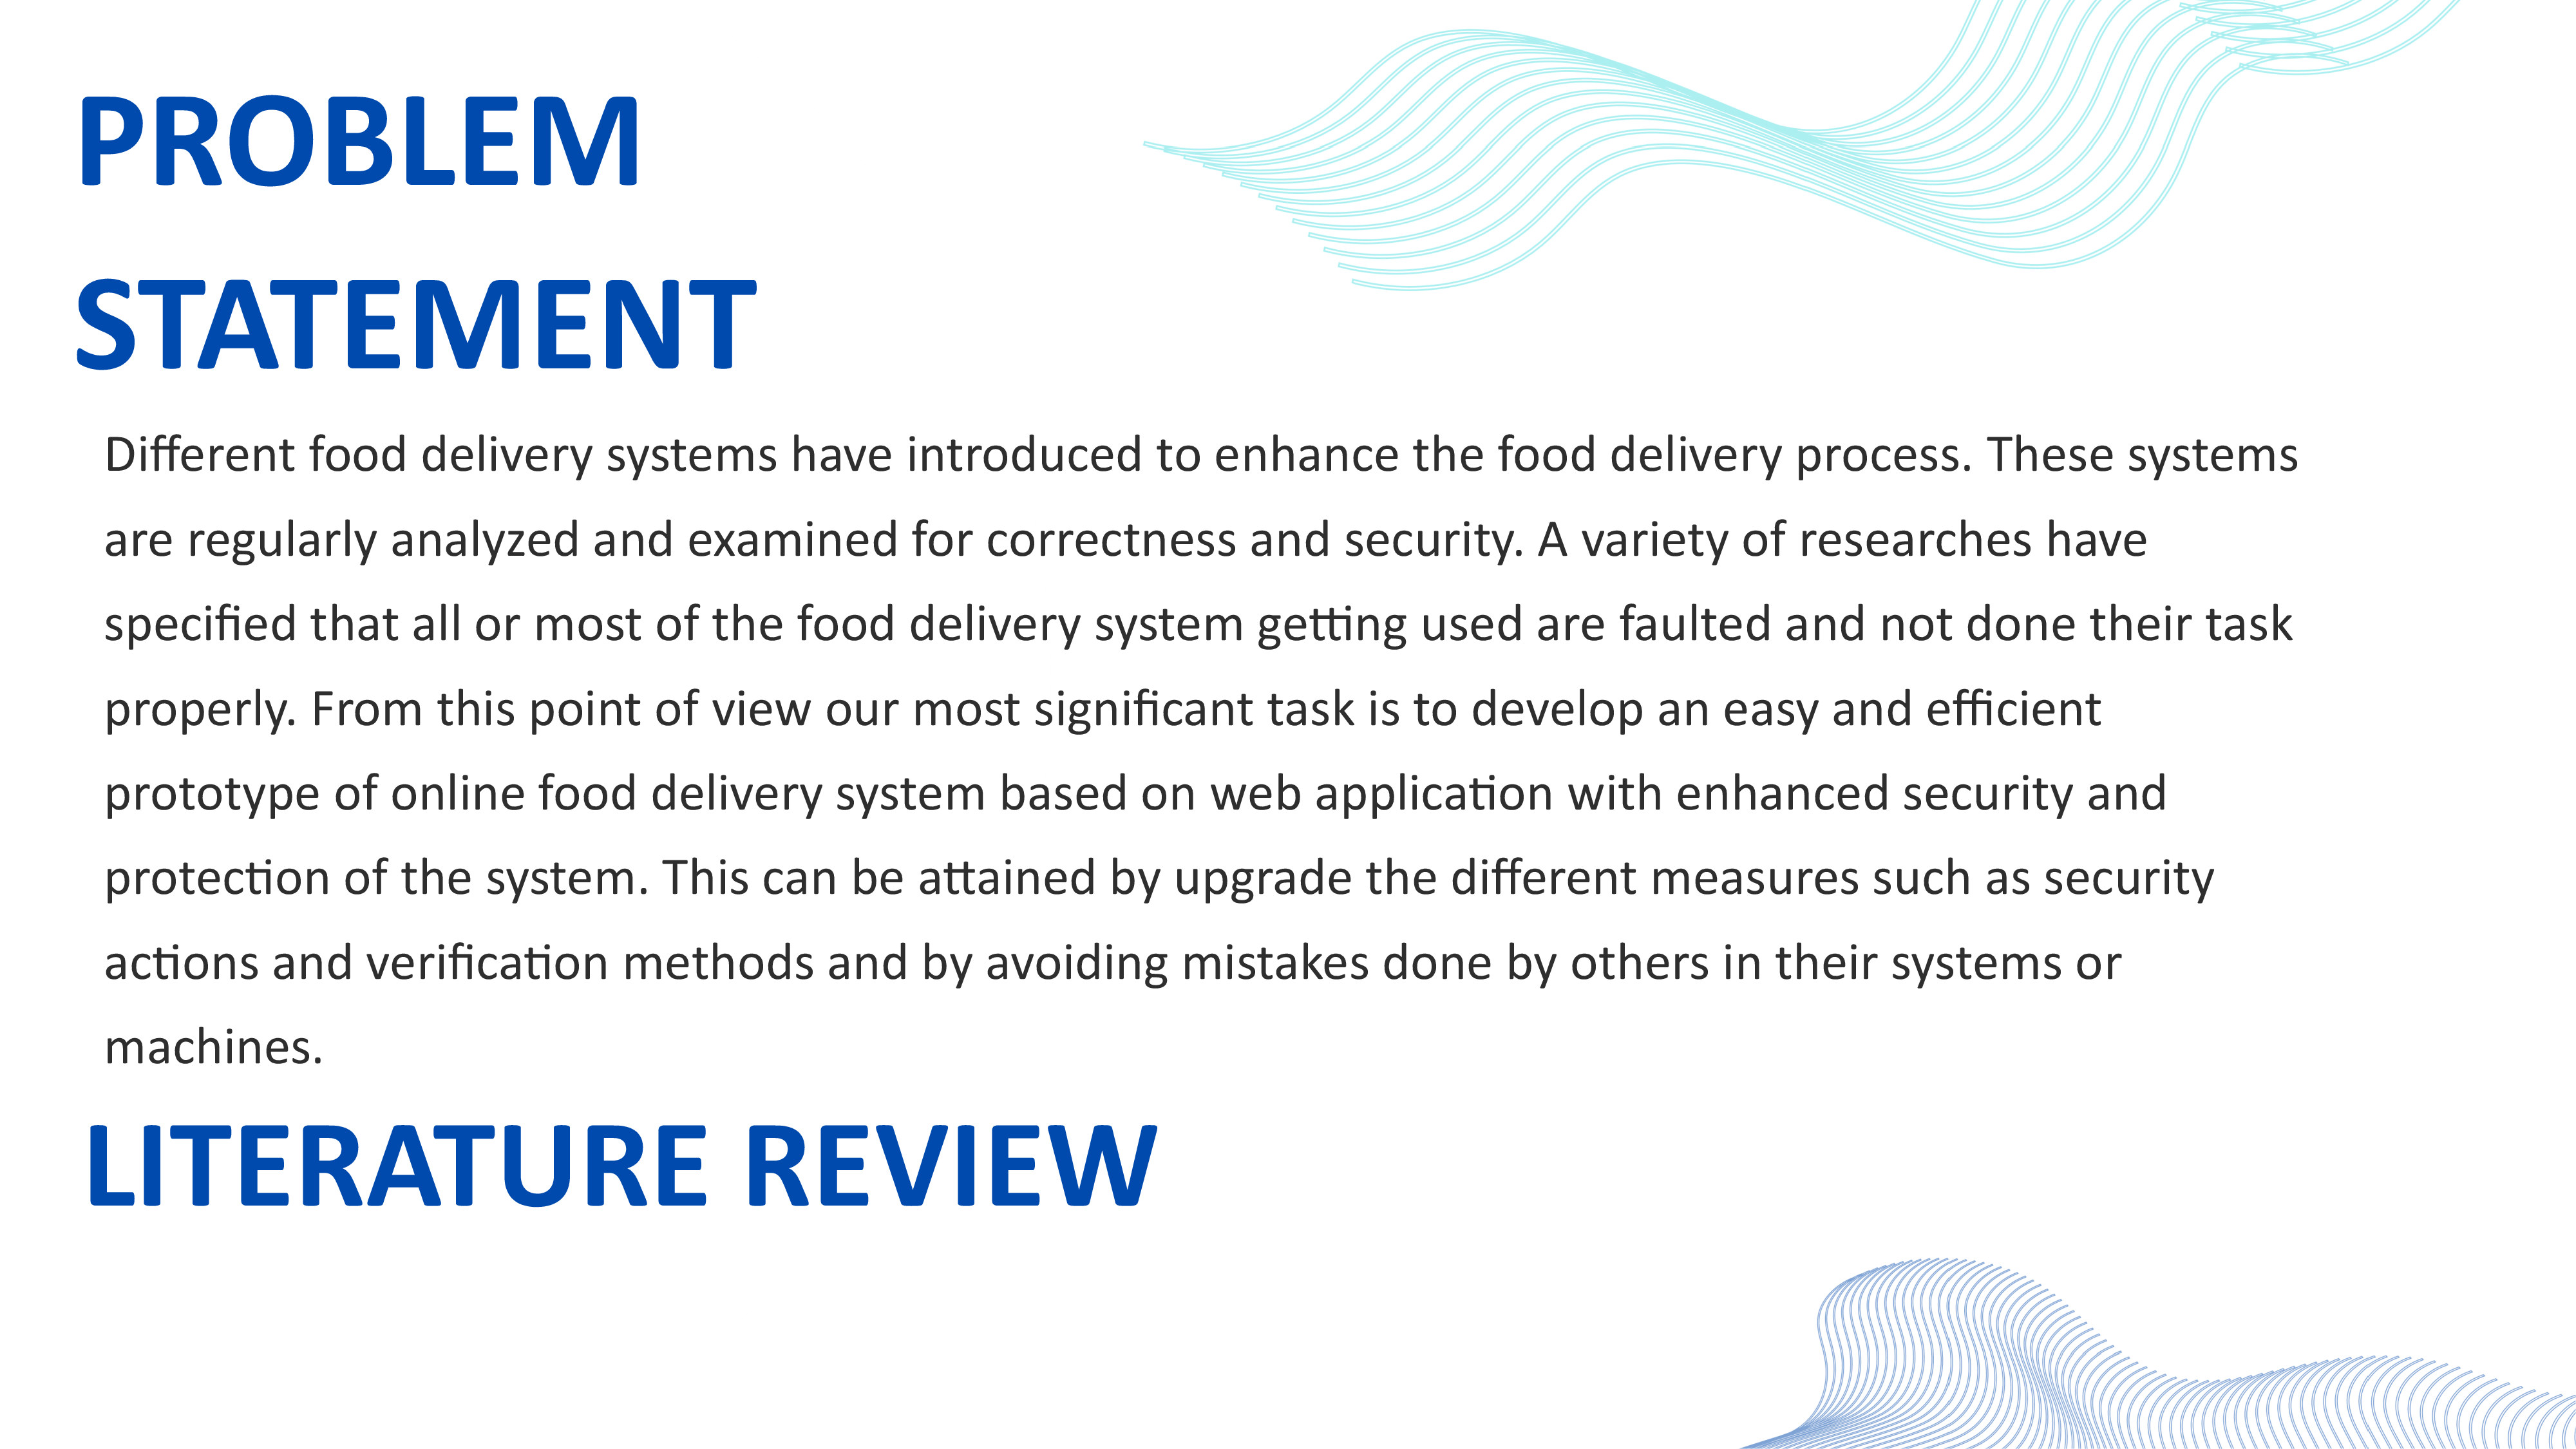 PROBLEM
STATEMENT
Different food delivery systems have introduced to enhance the food delivery process. These systems
are regularly analyzed and examined for correctness and security. A variety of researches have
specified that all or most of the food delivery system getting used are faulted and not done their task
properly. From this point of view our most significant task is to develop an easy and efficient
prototype of online food delivery system based on web application with enhanced security and
protection of the system. This can be attained by upgrade the different measures such as security
actions and verification methods and by avoiding mistakes done by others in their systems or
machines.
LITERATURE REVIEW